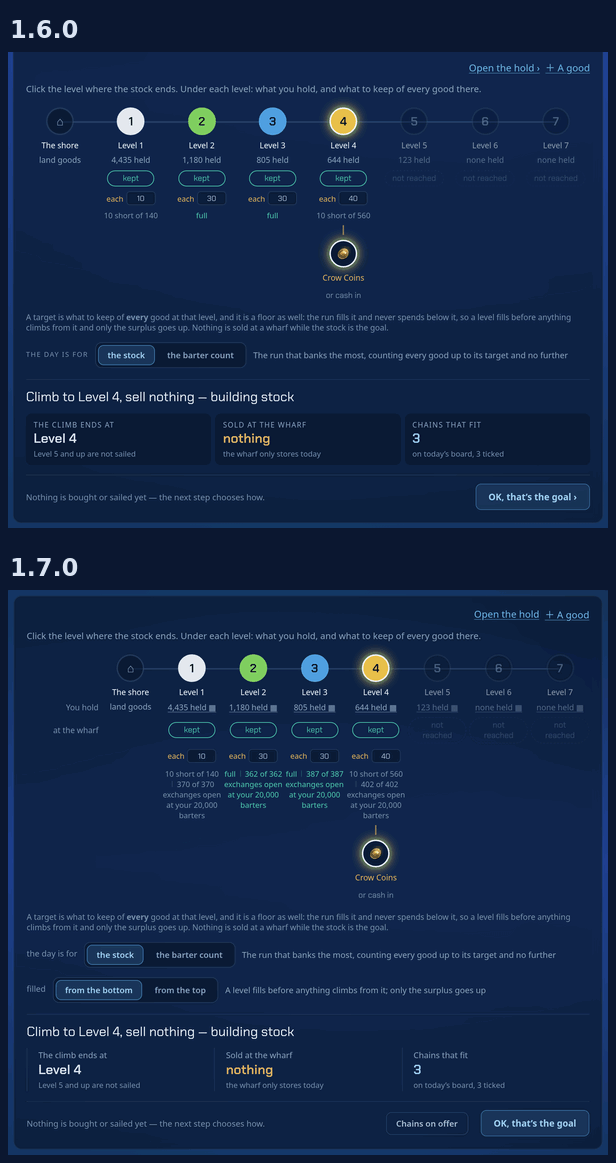 1.6.0
Open the hold › + A good
Click the level where the stock ends. Under each level: what you hold, and what to keep of every good there.
1 2 3 4 5 6 7
The shore Level 1 Level 2 Level 3 Level 4 Level 5 Level 6 Level 7
land goods 4,435 held 1,180 held 805 held 644 held 123 held none held none held
kept kept kept kept not reached not reached not reached
each 10 each 30 each 30 each 40
10 short of 140 full full 10 short of 560
Crow Coins
or cash in
A target is what to keep of every good at that level, and it is a floor as well: the run fills it and never spends below it, so a level fills before anything
climbs from it and only the surplus goes up. Nothing is sold at a wharf while the stock is the goal.
THE DAY IS FOR the stock the barter count The run that banks the most, counting every good up to its target and no further
Climb to Level 4, sell nothing — building stock
THE CLIMB ENDS AT SOLD AT THE WHARF CHAINS THAT FIT
Level 4 nothing 3
Level 5 and up are not sailed the wharf only stores today on today's board, 3 ticked
Nothing is bought or sailed yet — the next step chooses how. OK, that's the goal ›
1.7.0
Open the hold + A good
Click the level where the stock ends. Under each level: what you hold, and what to keep of every good there.
1 2 3 4 5 6 7
The shore Level 1 Level 2 Level 3 Level 4 Level 5 Level 6 Level 7
You hold land goods 4,435 held 1,180 held 805 held 644 held 123 held none held none held
at the wharf kept kept kept kept not reached not reached not reached
each 10 each 30 each 30 each 40
10 short of 140 | 370 of 370 exchanges open at your 20,000 barters
full | 362 of 362 exchanges open at your 20,000 barters
full | 387 of 387 exchanges open at your 20,000 barters
10 short of 560 | 402 of 402 exchanges open at your 20,000 barters
Crow Coins
or cash in
A target is what to keep of every good at that level, and it is a floor as well: the run fills it and never spends below it, so a level fills before anything
climbs from it and only the surplus goes up. Nothing is sold at a wharf while the stock is the goal.
the day is for the stock the barter count The run that banks the most, counting every good up to its target and no further
filled from the bottom from the top A level fills before anything climbs from it; only the surplus goes up
Climb to Level 4, sell nothing — building stock
The climb ends at Sold at the wharf Chains that fit
Level 4 nothing 3
Level 5 and up are not sailed the wharf only stores today on today's board, 3 ticked
Nothing is bought or sailed yet — the next step chooses how. Chains on offer OK, that's the goal